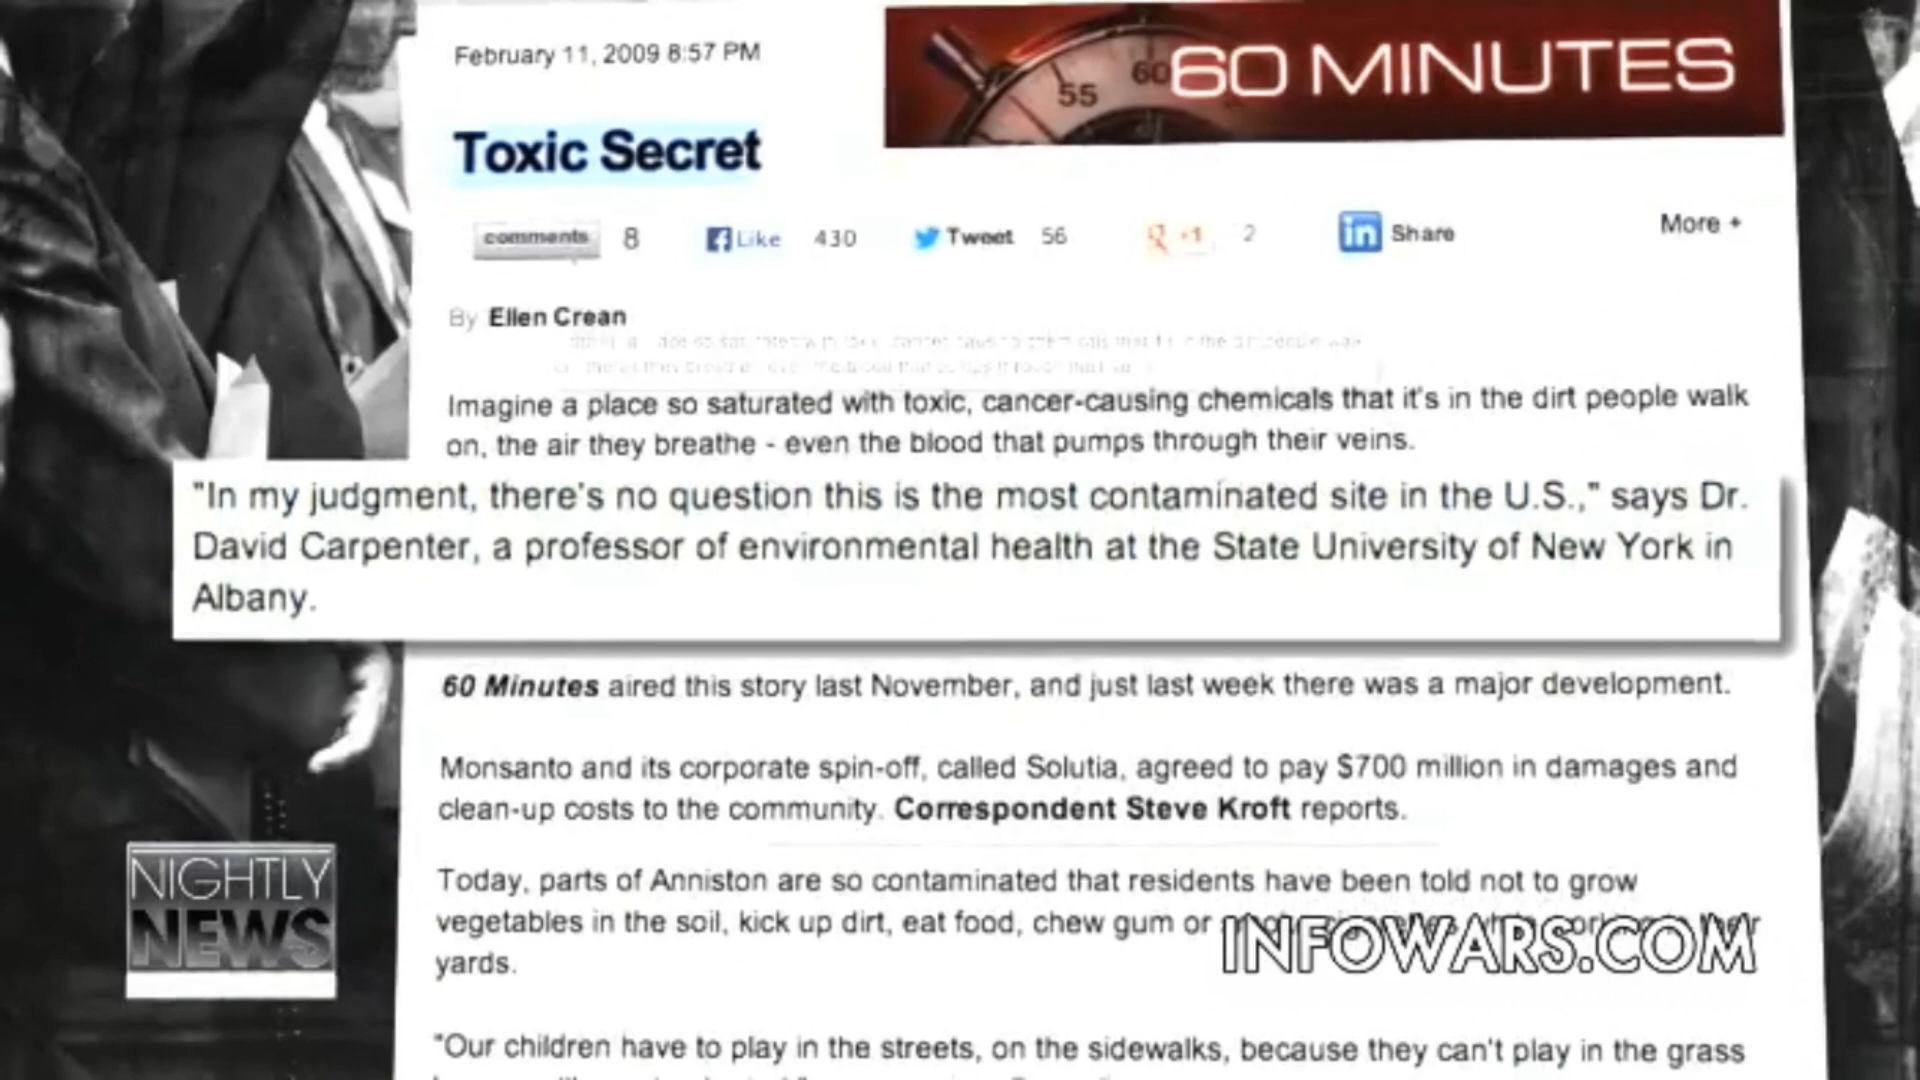 February 11, 2009 8:57 PM
55
60
60 MINUTES
Toxic Secret
comments 8 Like 430 Tweet 56 +1 2 in Share More +
By Ellen Crean
Imagine a place so saturated with toxic, cancer-causing chemicals that it's in the dirt people walk
on, the air they breathe - even the blood that pumps through their veins.
"In my judgment, there's no question this is the most contaminated site in the U.S.," says Dr.
David Carpenter, a professor of environmental health at the State University of New York in
Albany.
60 Minutes aired this story last November, and just last week there was a major development.
Monsanto and its corporate spin-off, called Solutia, agreed to pay $700 million in damages and
clean-up costs to the community. Correspondent Steve Kroft reports.
Today, parts of Anniston are so contaminated that residents have been told not to grow
vegetables in the soil, kick up dirt, eat food, chew gum or
yards.
"Our children have to play in the streets, on the sidewalks, because they can't play in the grass
NIGHTLY
NEWS
INFOWARS.COM